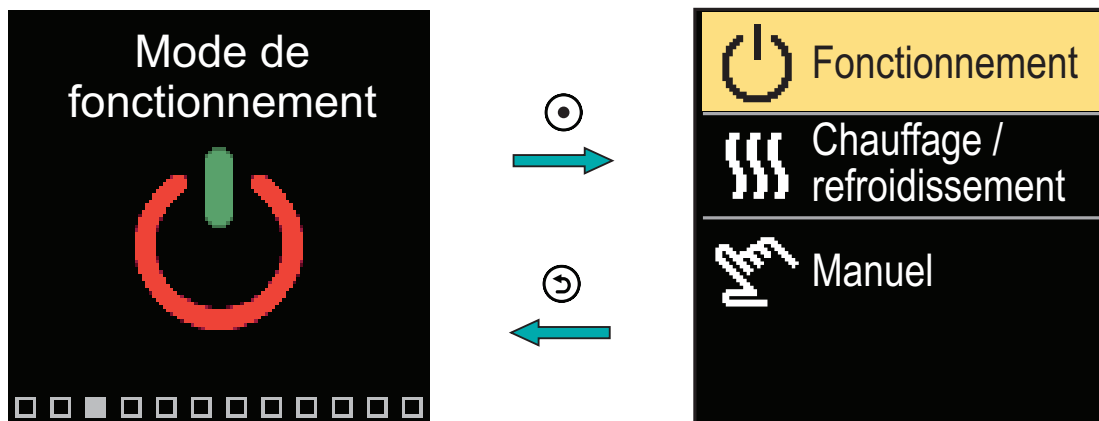 Mode de
fonctionnement
Fonctionnement
Chauffage /
refroidissement
Manuel